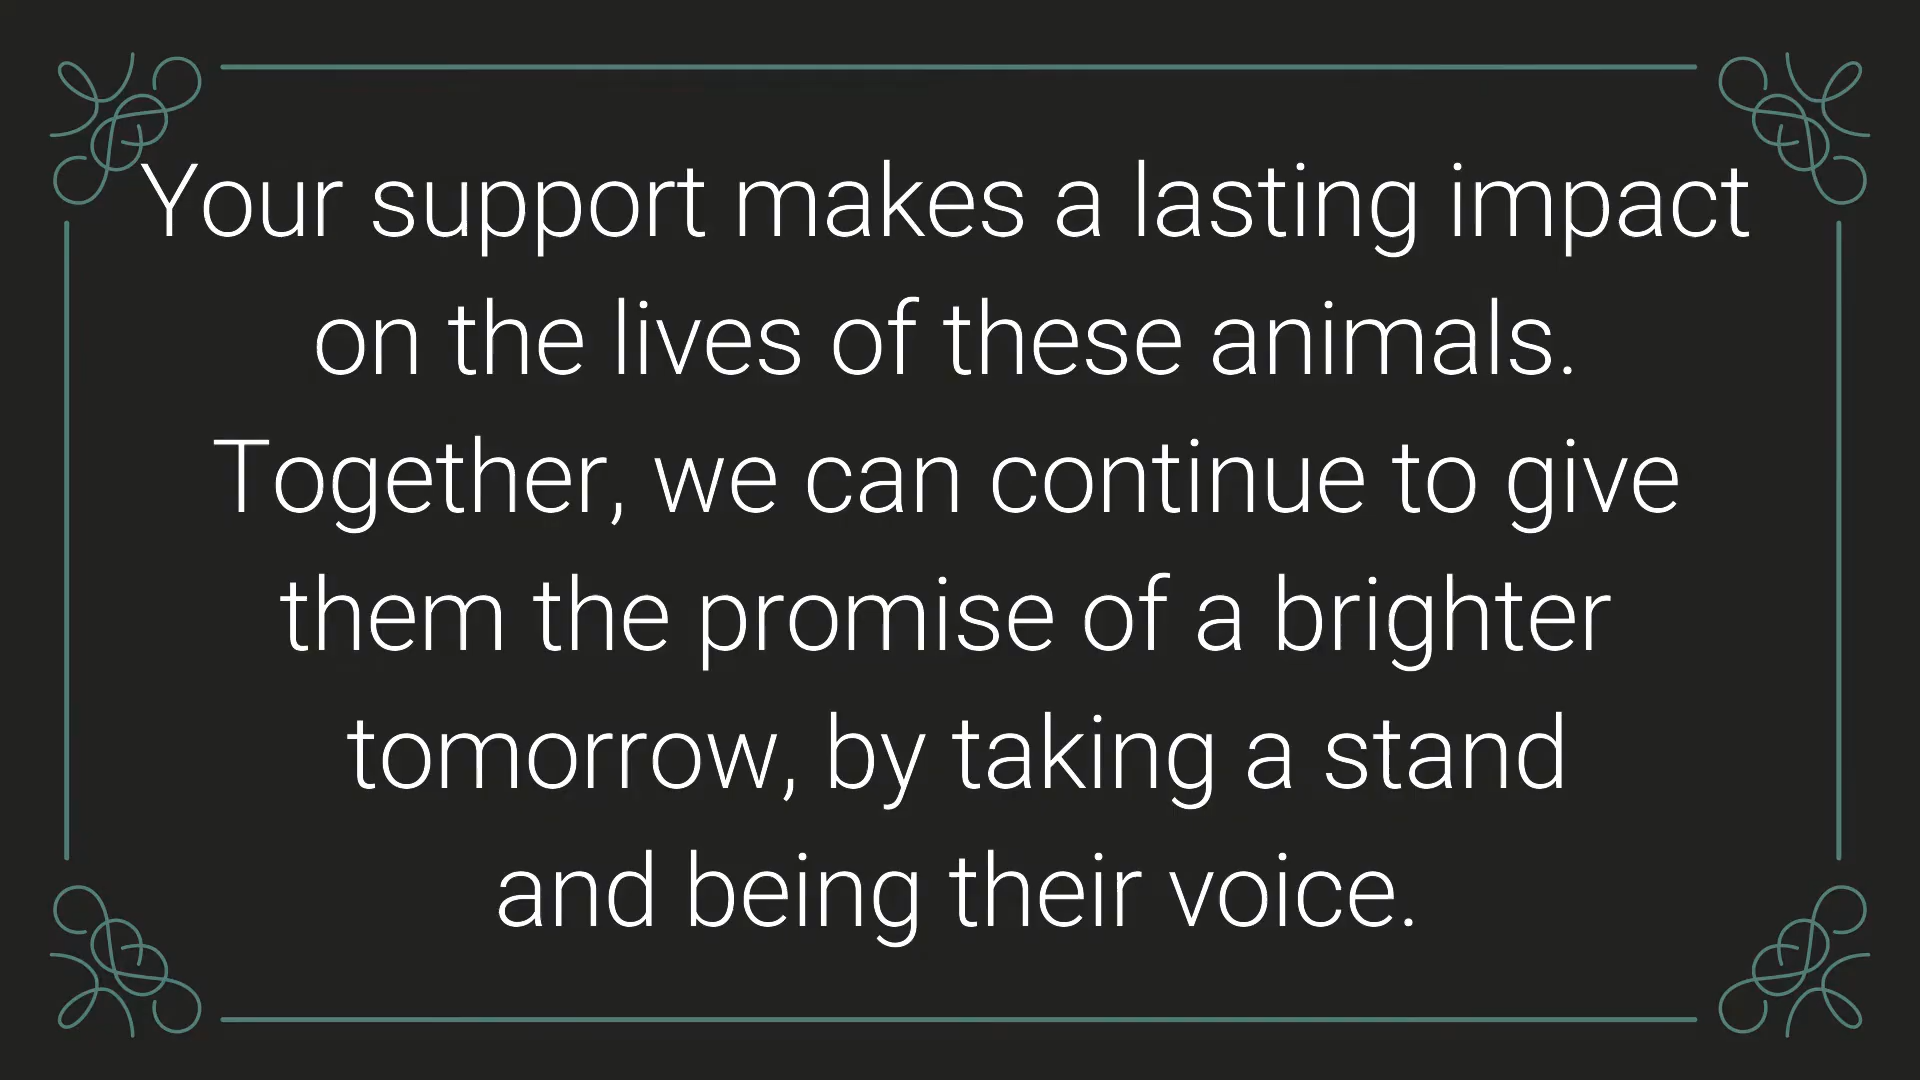 Your support makes a lasting impact
on the lives of these animals.
Together, we can continue to give
them the promise of a brighter
tomorrow, by taking a stand
and being their voice.